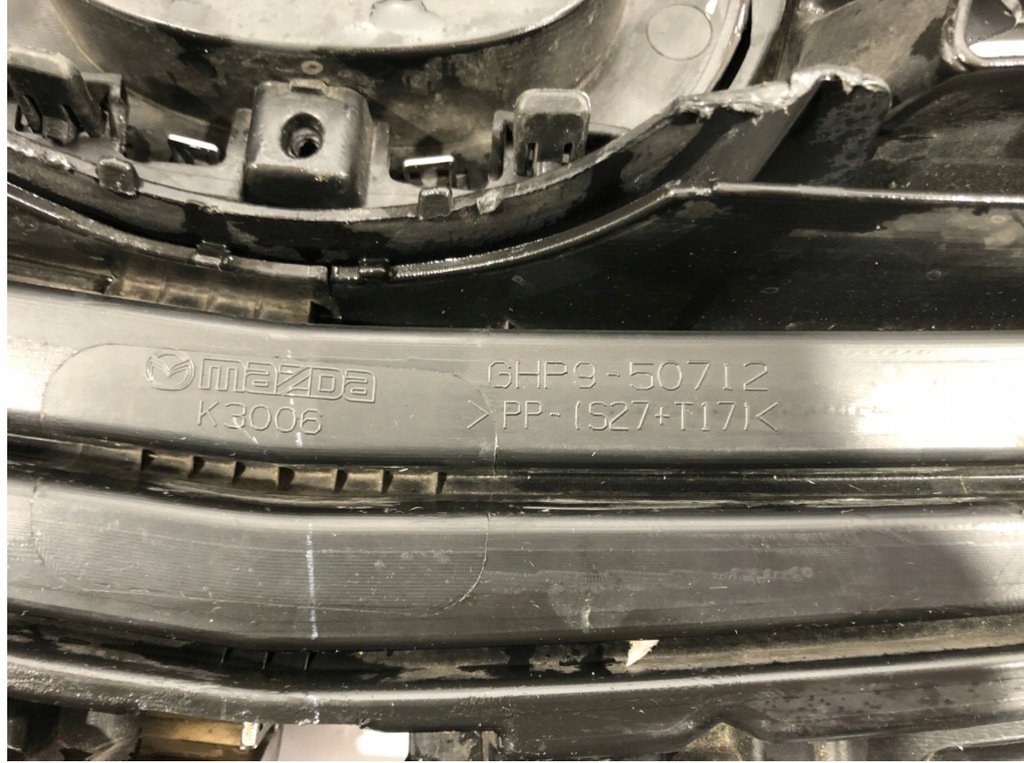 mazda
K3006
GHP9-50712
>PP-(S27+T17)<